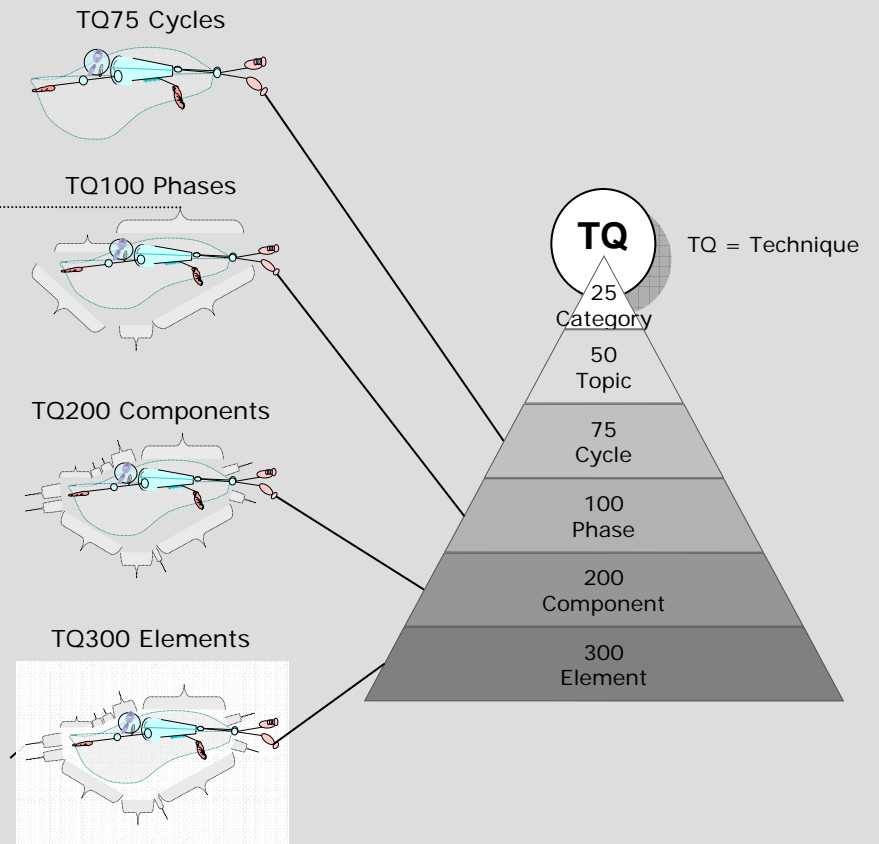 TQ75 Cycles
TQ100 Phases
TQ200 Components
TQ300 Elements
TQ
TQ = Technique
25
Category
50
Topic
75
Cycle
100
Phase
200
Component
300
Element